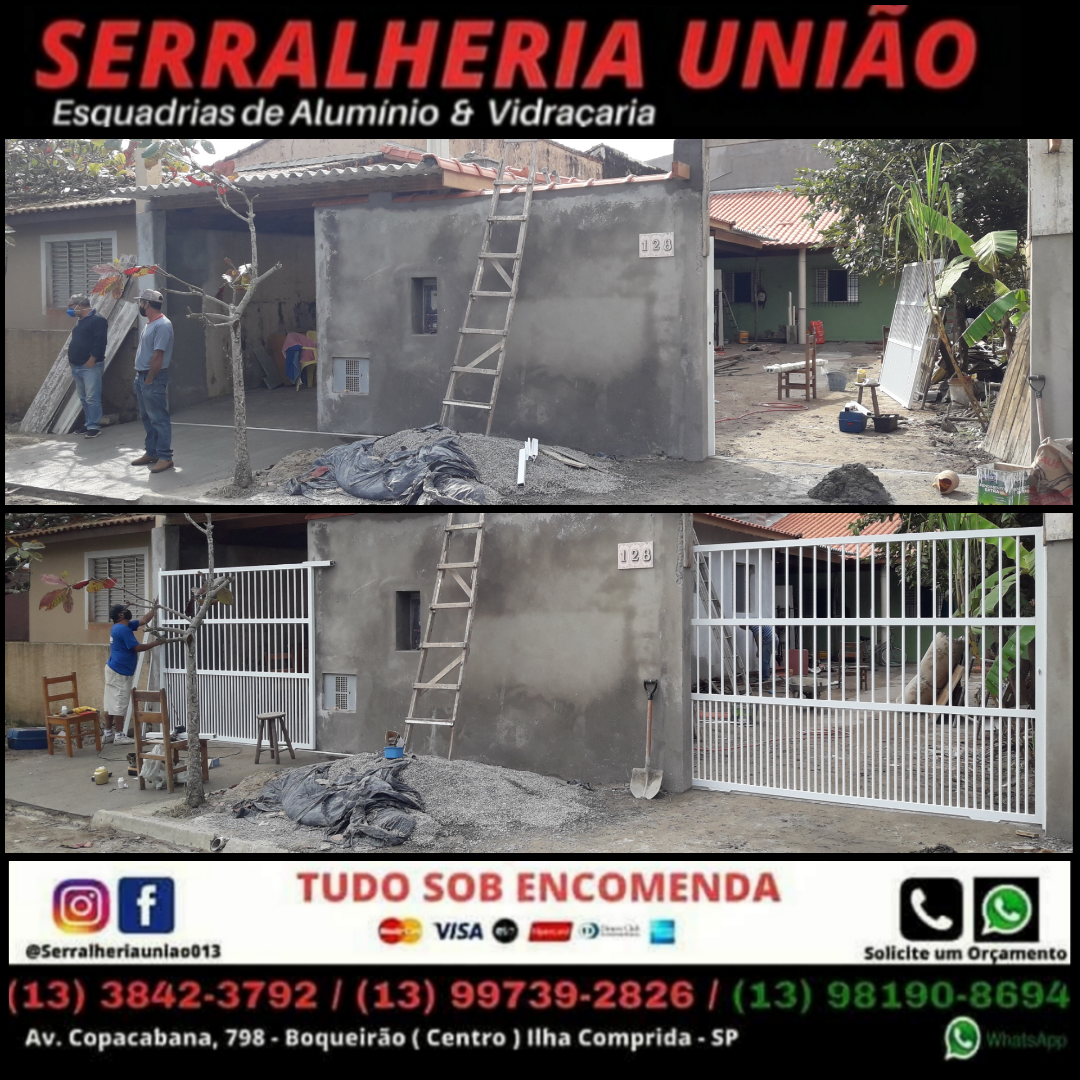 SERRALHERIA UNIÃO
Esquadrias de Alumínio & Vidraçaria
128
128
TUDO SOB ENCOMENDA
VISA
@Serralheriauniao013
Solicite um Orçamento
(13) 3842-3792 / (13) 99739-2826 / (13) 98190-8694
Av. Copacabana, 798 - Boqueirão ( Centro ) Ilha Comprida - SP
WhatsApp